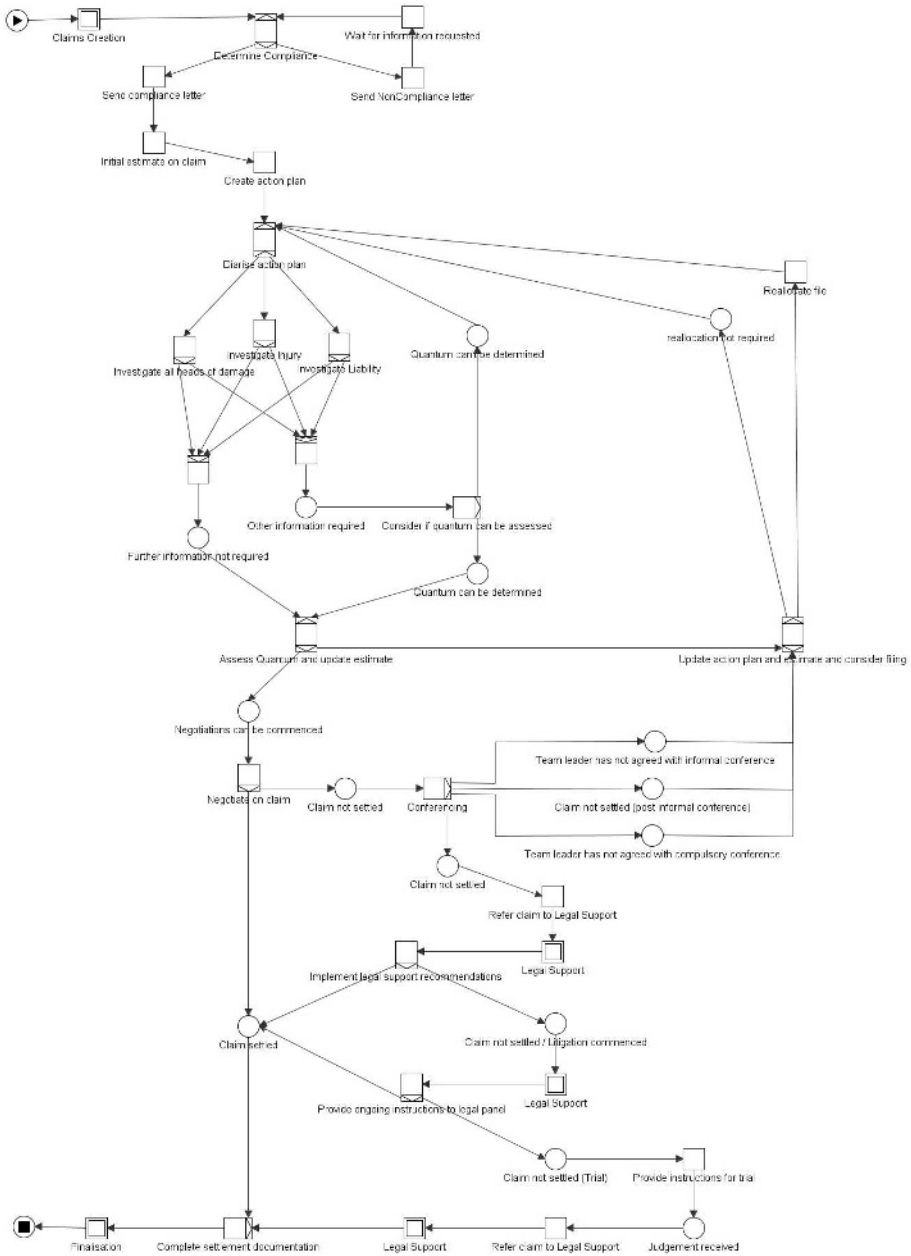 Claims Creation
Wait for information requested
Determine Compliance
Send compliance letter
Send NonCompliance letter
Initial estimate on claim
Create action plan
Diarise action plan
Reallocate file
reallocation not required
Investigate Injury
Quantum can be determined
Investigate all heads of damage
Investigate Liability
Other information required
Consider if quantum can be assessed
Further information not required
Quantum can be determined
Assess Quantum and update estimate
Update action plan and estimate and consider filing
Negotiations can be commenced
Team leader has not agreed with informal conference
Negotiate on claim
Claim not settled
Conferencing
Claim not settled (post informal conference)
Team leader has not agreed with compulsory conference
Claim not settled
Refer claim to Legal Support
Implement legal support recommendations
Legal Support
Claim settled
Claim not settled / Litigation commenced
Provide ongoing instructions to legal panel
Legal Support
Claim not settled (Trial)
Provide instructions for trial
Finalisation
Complete settlement documentation
Legal Support
Refer claim to Legal Support
Judgement received